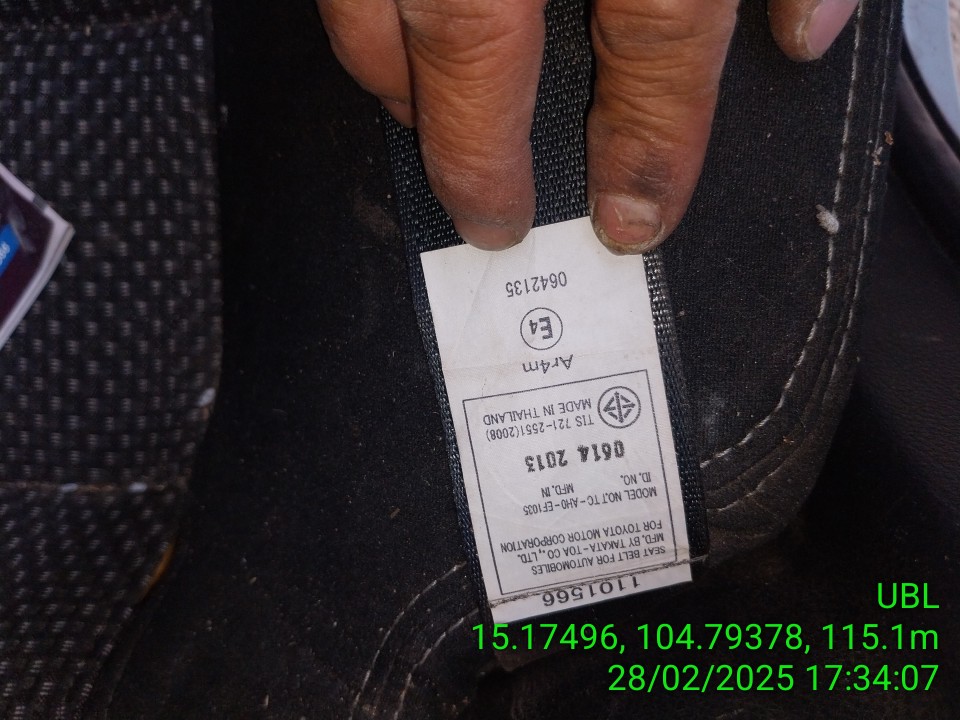 1101566
SEAT BELT FOR AUTOMOBILES
MFD. BY TAKATA-TOA CO., LTD.
FOR TOYOTA MOTOR CORPORATION
MODEL NO.TTC-AH0-EF1035
ID. NO. MFD. IN
0614 2013
TIS 721-2551(2008)
MADE IN THAILAND
Ar4m
E4
0642135
UBL
15.17496, 104.79378, 115.1m
28/02/2025 17:34:07